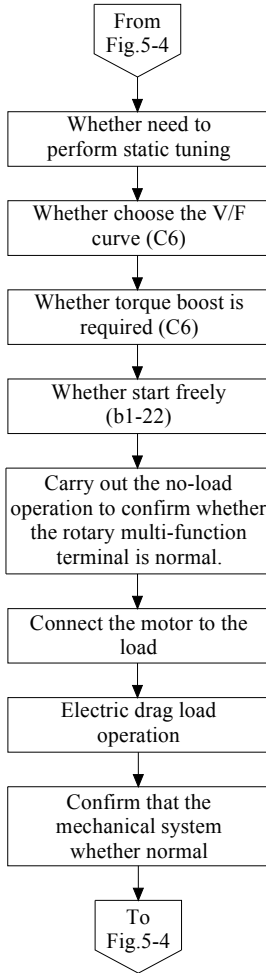 From
Fig.5-4
Whether need to
perform static tuning
Whether choose the V/F
curve (C6)
Whether torque boost is
required (C6)
Whether start freely
(b1-22)
Carry out the no-load
operation to confirm whether
the rotary multi-function
terminal is normal.
Connect the motor to the
load
Electric drag load
operation
Confirm that the
mechanical system
whether normal
To
Fig.5-4